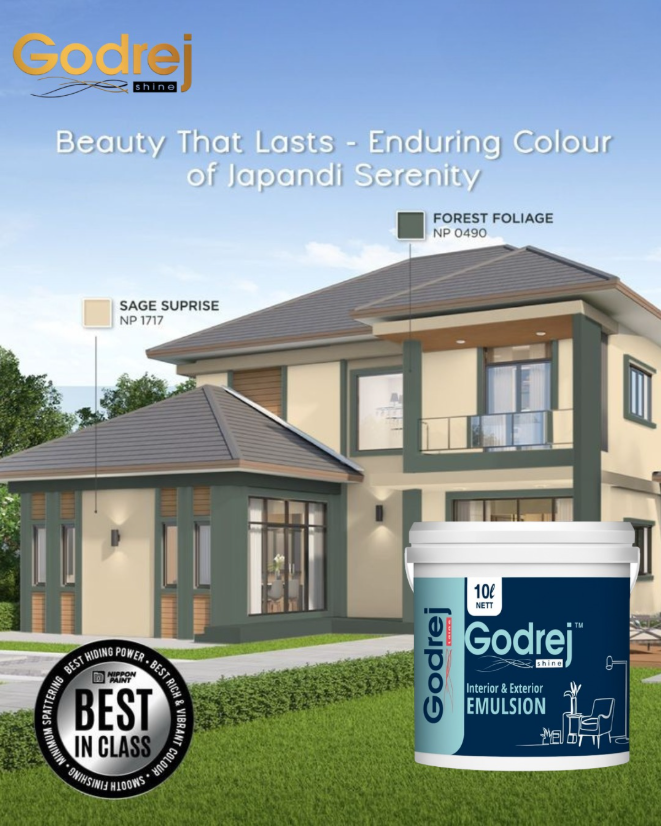 Godrej
shine
Beauty That Lasts - Enduring Colour
of Japandi Serenity
FOREST FOLIAGE
NP 0490
SAGE SUPRISE
NP 1717
10ℓ
NETT
Godrej
shine
Godrej™
shine
Interior & Exterior
EMULSION
MINIMUM SPATTERING • BEST HIDING POWER • BEST RICH & VIBRANT COLOUR • SMOOTH FINISHING •
NIPPON
PAINT
BEST
IN CLASS